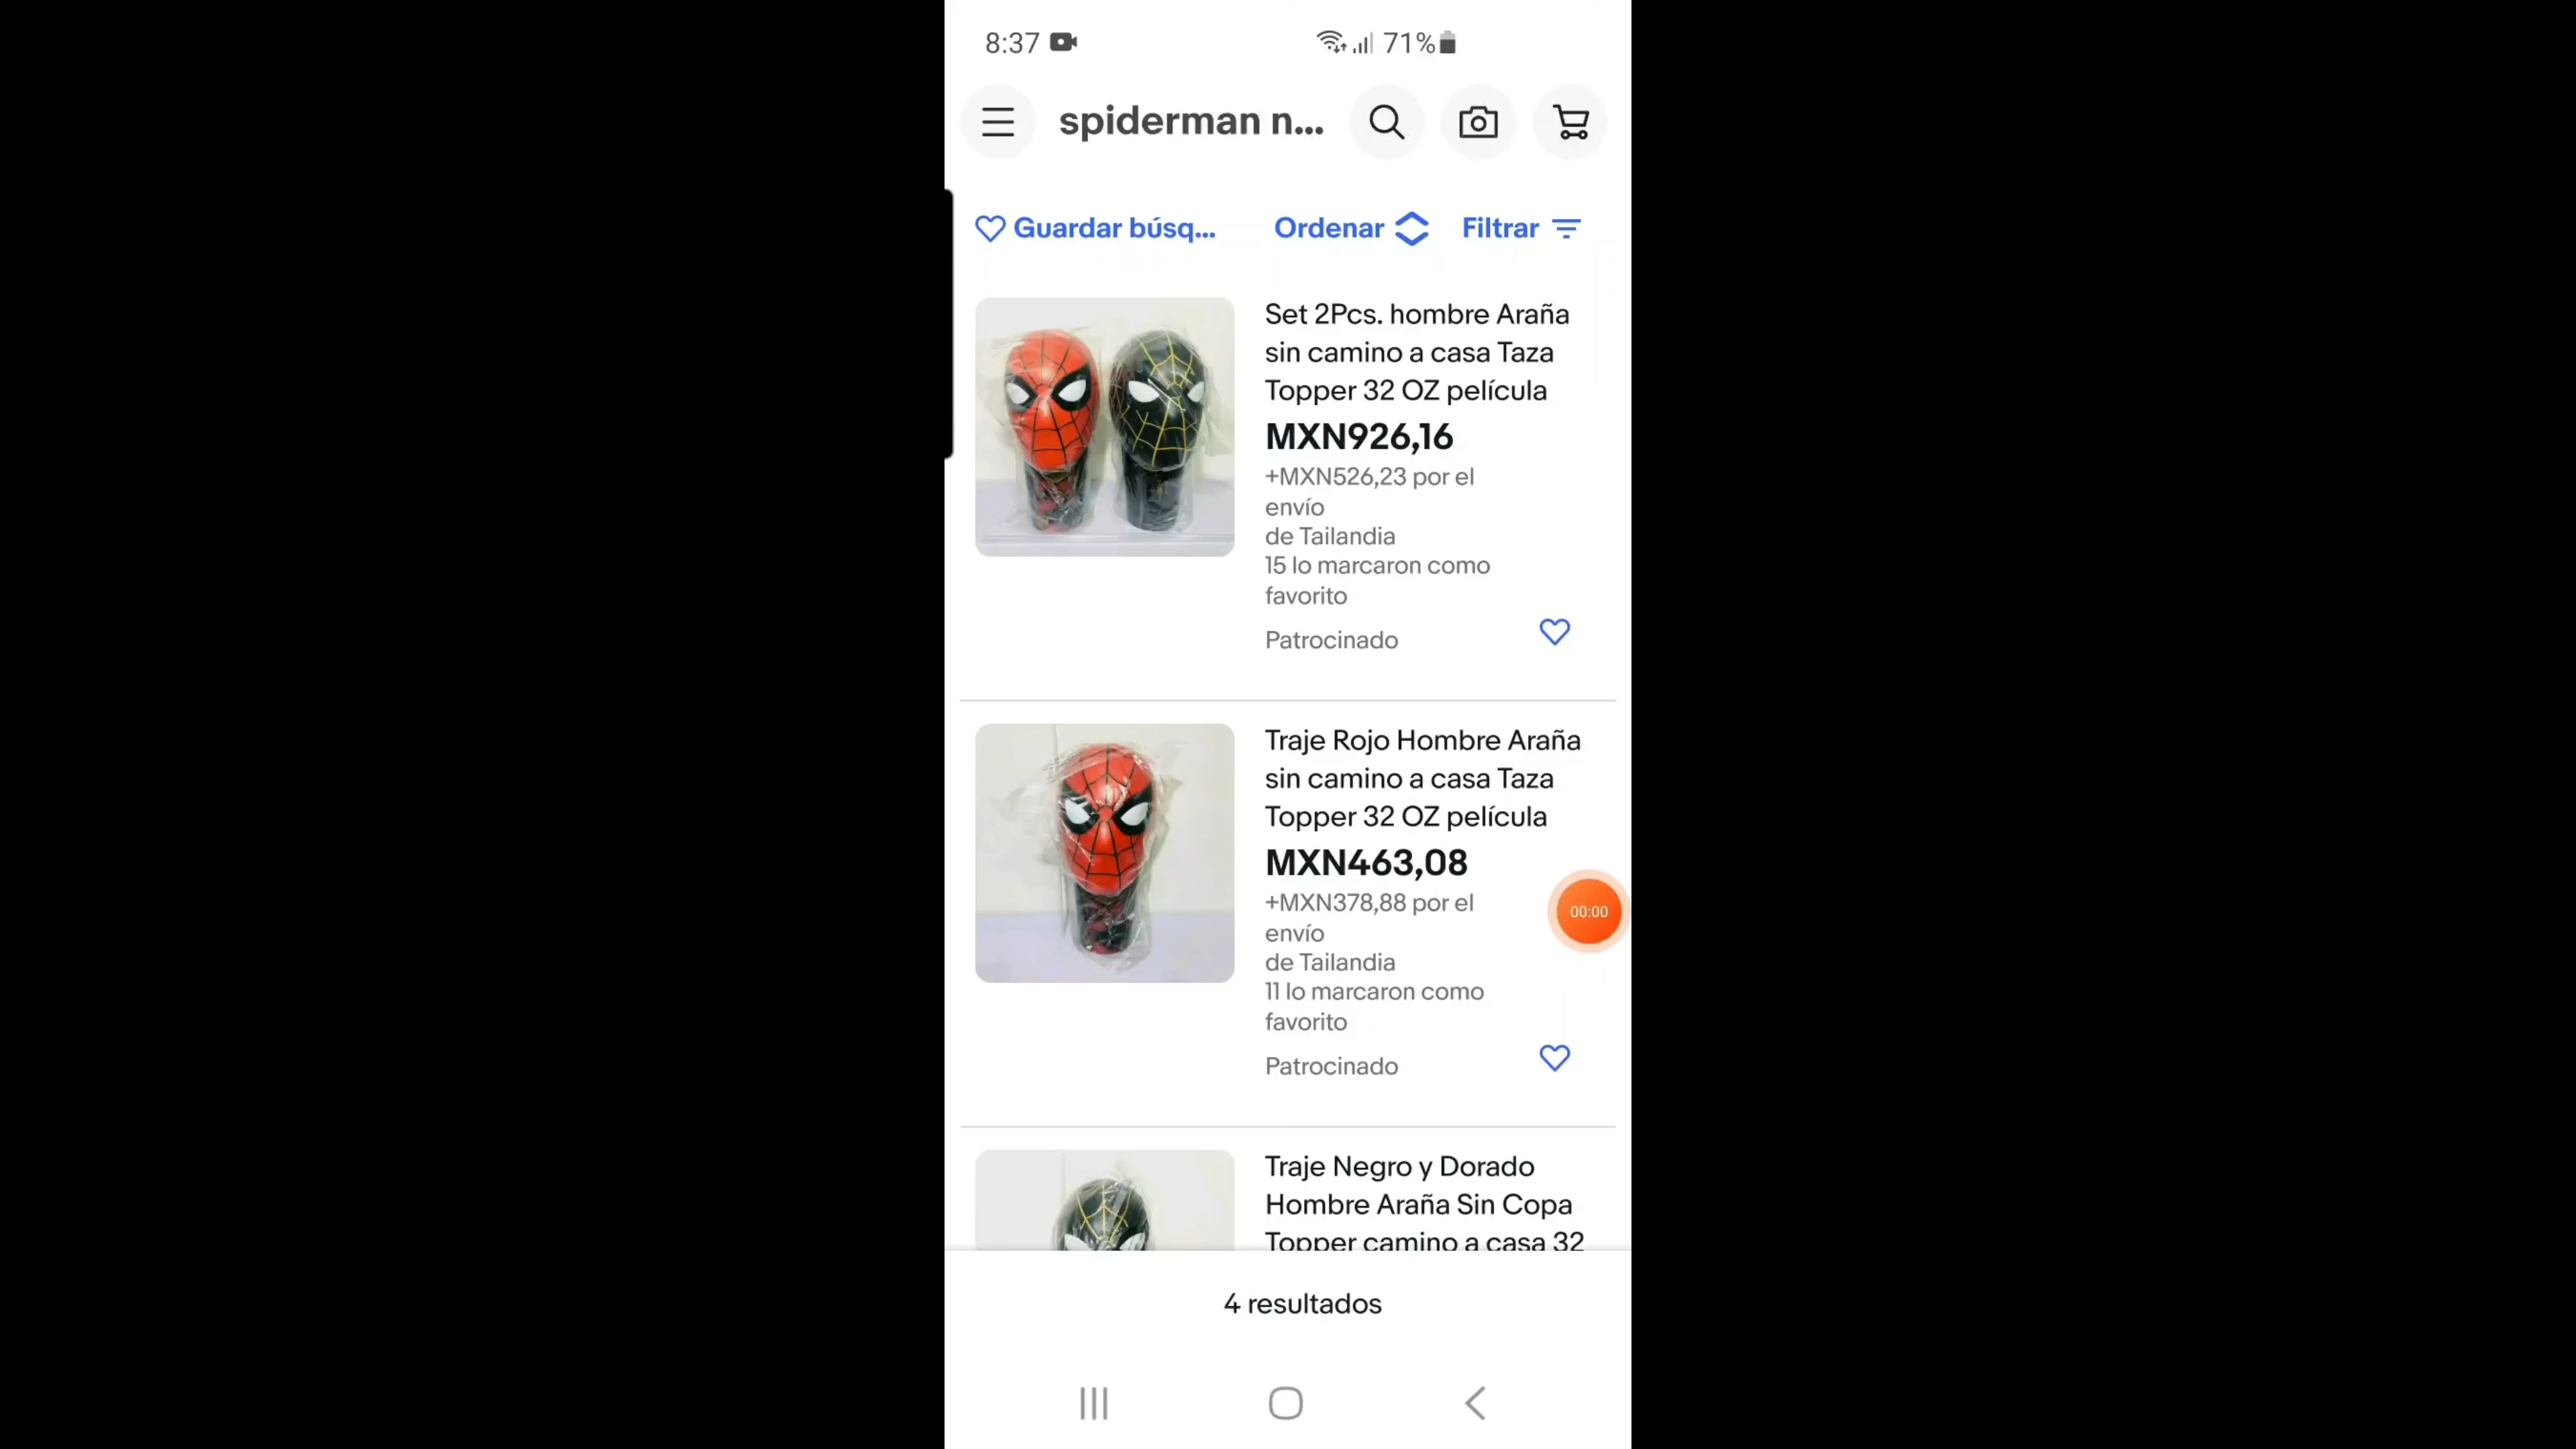 8:37 71%
spiderman n...
Guardar búsq... Ordenar Filtrar
Set 2Pcs. hombre Araña
sin camino a casa Taza
Topper 32 OZ película
MXN926,16
+MXN526,23 por el
envío
de Tailandia
15 lo marcaron como
favorito
Patrocinado
Traje Rojo Hombre Araña
sin camino a casa Taza
Topper 32 OZ película
MXN463,08
+MXN378,88 por el
envío
de Tailandia
11 lo marcaron como
favorito
Patrocinado
00:00
Traje Negro y Dorado
Hombre Araña Sin Copa
Topper camino a casa 32
4 resultados